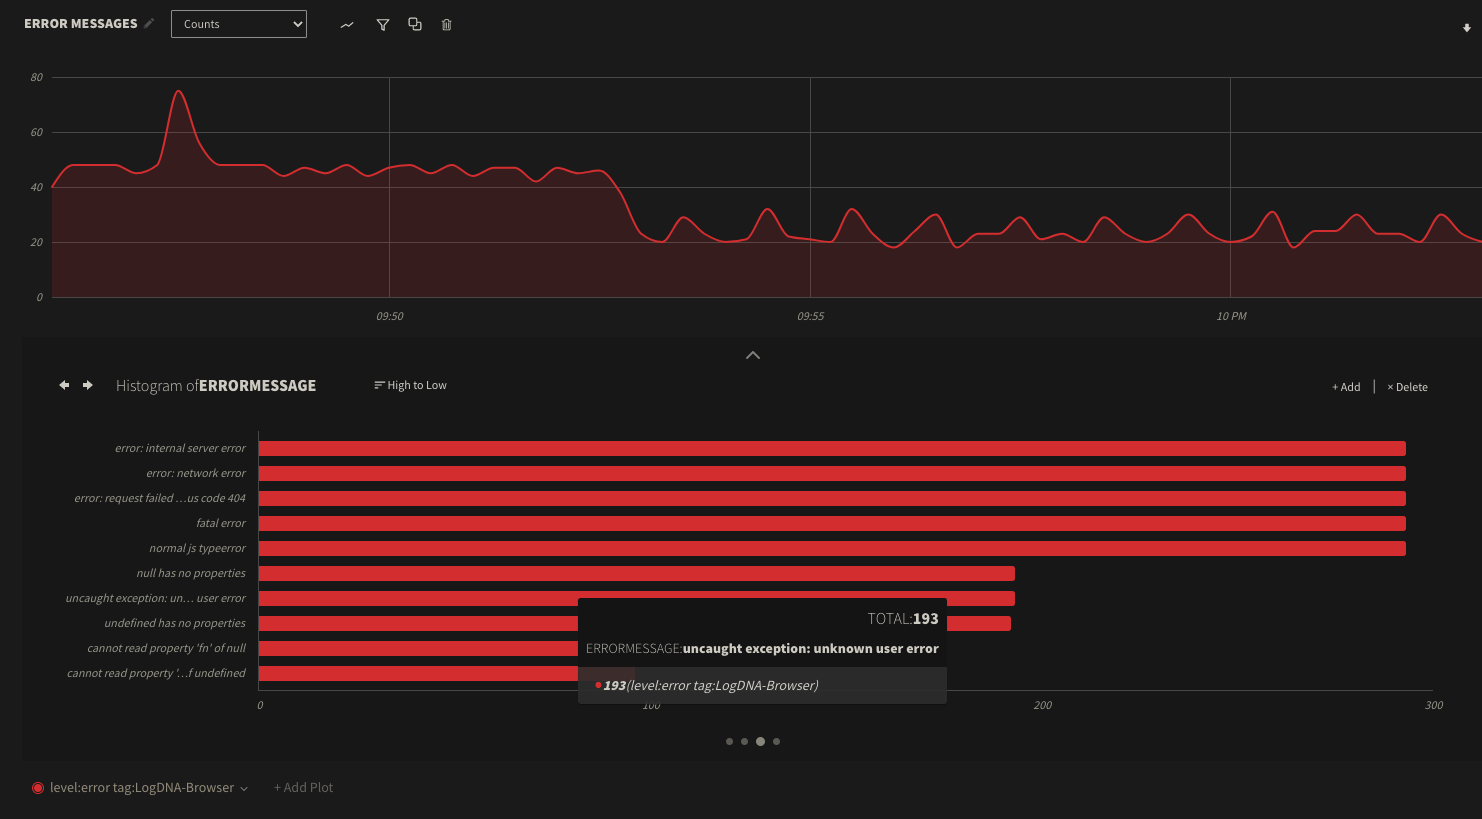 ERROR MESSAGES Counts
80
60
40
20
0
09:50 09:55 10 PM
Histogram of ERRORMESSAGE High to Low + Add | × Delete
error: internal server error
error: network error
error: request failed ...us code 404
fatal error
normal js typeerror
null has no properties
uncaught exception: un... user error
undefined has no properties
cannot read property 'fn' of null
cannot read property '...f undefined
TOTAL:193
ERRORMESSAGE:uncaught exception: unknown user error
193(level:error tag:LogDNA-Browser)
0 100 200 300
level:error tag:LogDNA-Browser + Add Plot